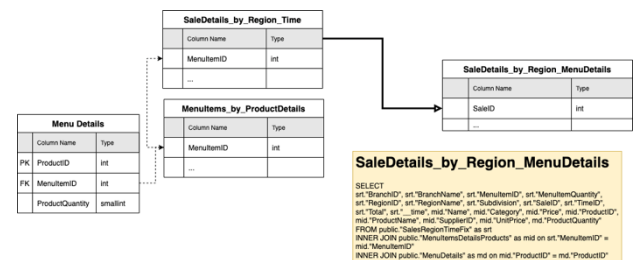 SaleDetails_by_Region_Time
Column Name Type
MenuItemID int
...
SaleDetails_by_Region_MenuDetails
Column Name Type
SaleID int
...
MenuItems_by_ProductDetails
Column Name Type
MenuItemID int
...
Menu Details
Column Name Type
PK ProductID int
FK MenuItemID int
ProductQuantity smallint
SaleDetails_by_Region_MenuDetails
SELECT
srt."BranchID", srt."BranchName", srt."MenuItemID", srt."MenuItemQuantity",
srt."RegionID", srt."RegionName", srt."Subdivision", srt."SaleID", srt."TimeID",
srt."Total", srt."__time", mid."Name", mid."Category", mid."Price", mid."ProductID",
mid."ProductName", mid."SupplierID", mid."UnitPrice", md."ProductQuantity"
FROM public."SalesRegionTimeFix" as srt
INNER JOIN public."MenuItemsDetailsProducts" as mid on srt."MenuItemID" =
mid."MenuItemID"
INNER JOIN public."MenuDetails" as md on mid."ProductID" = md."ProductID"